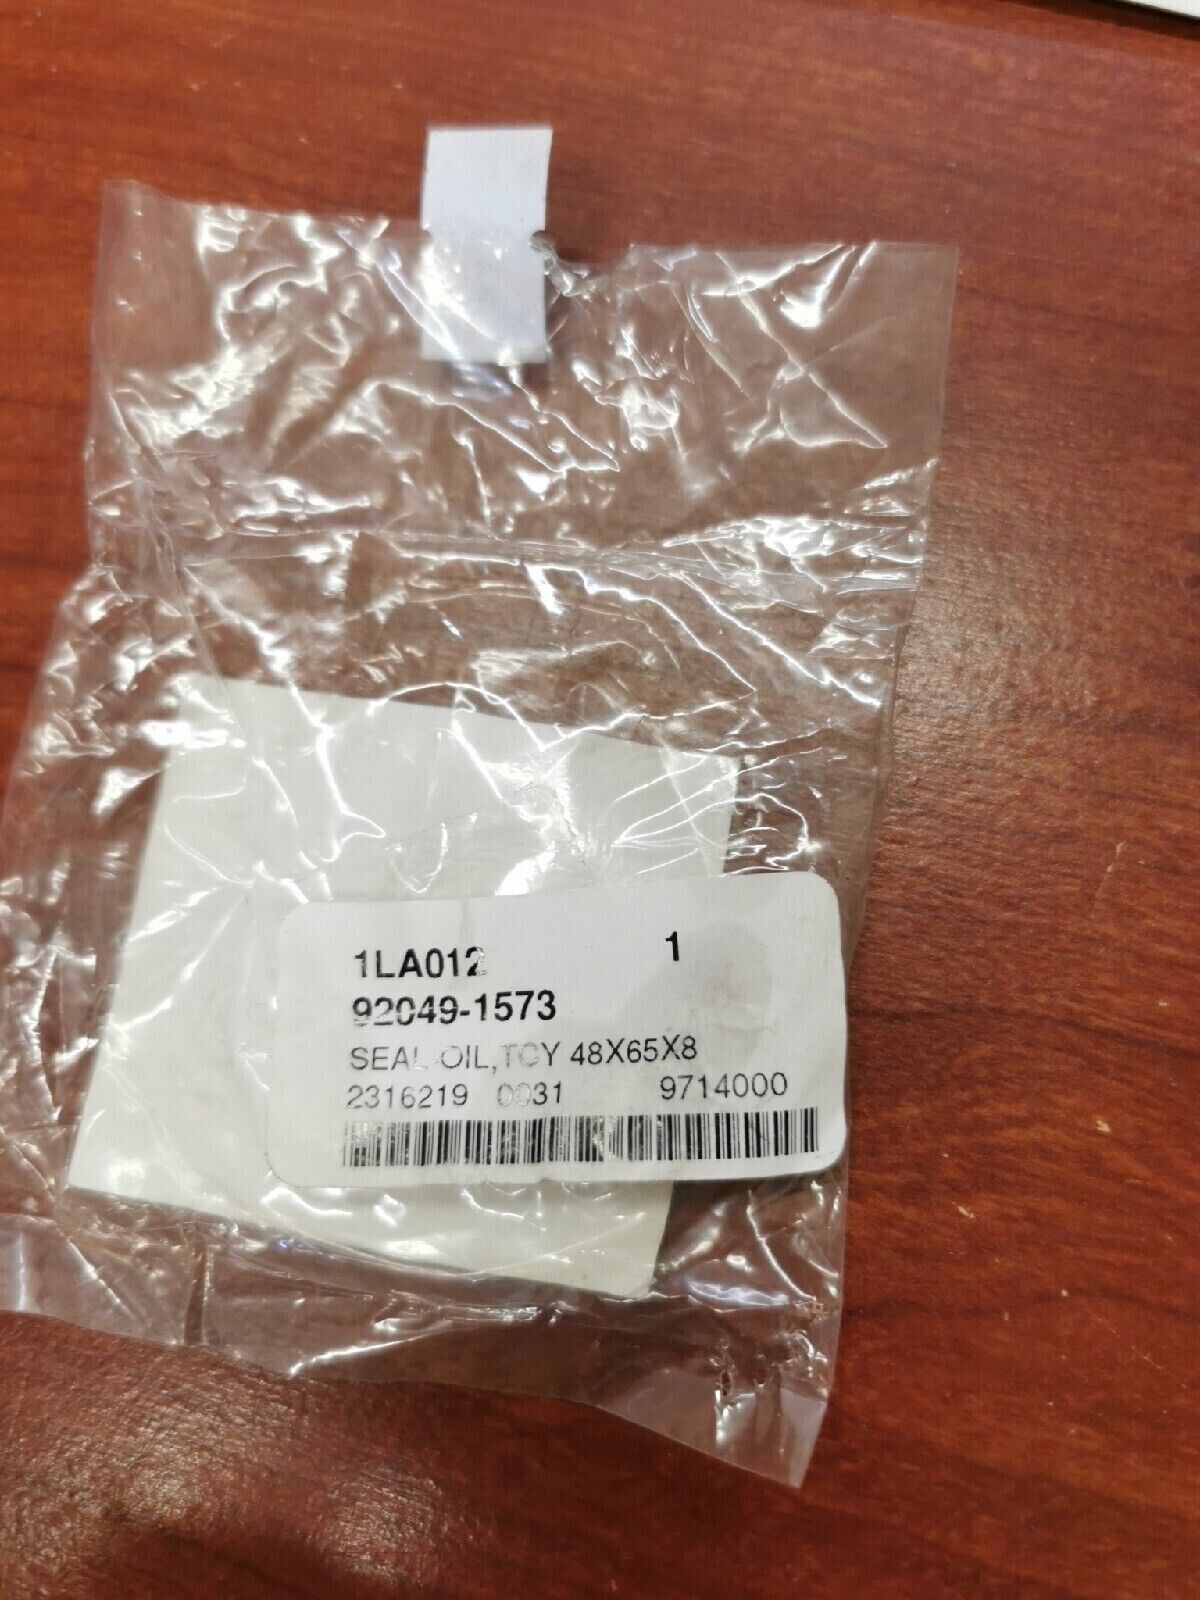 1LA012 1
92049-1573
SEAL-OIL,TCY 48X65X8
2316219 0031 9714000